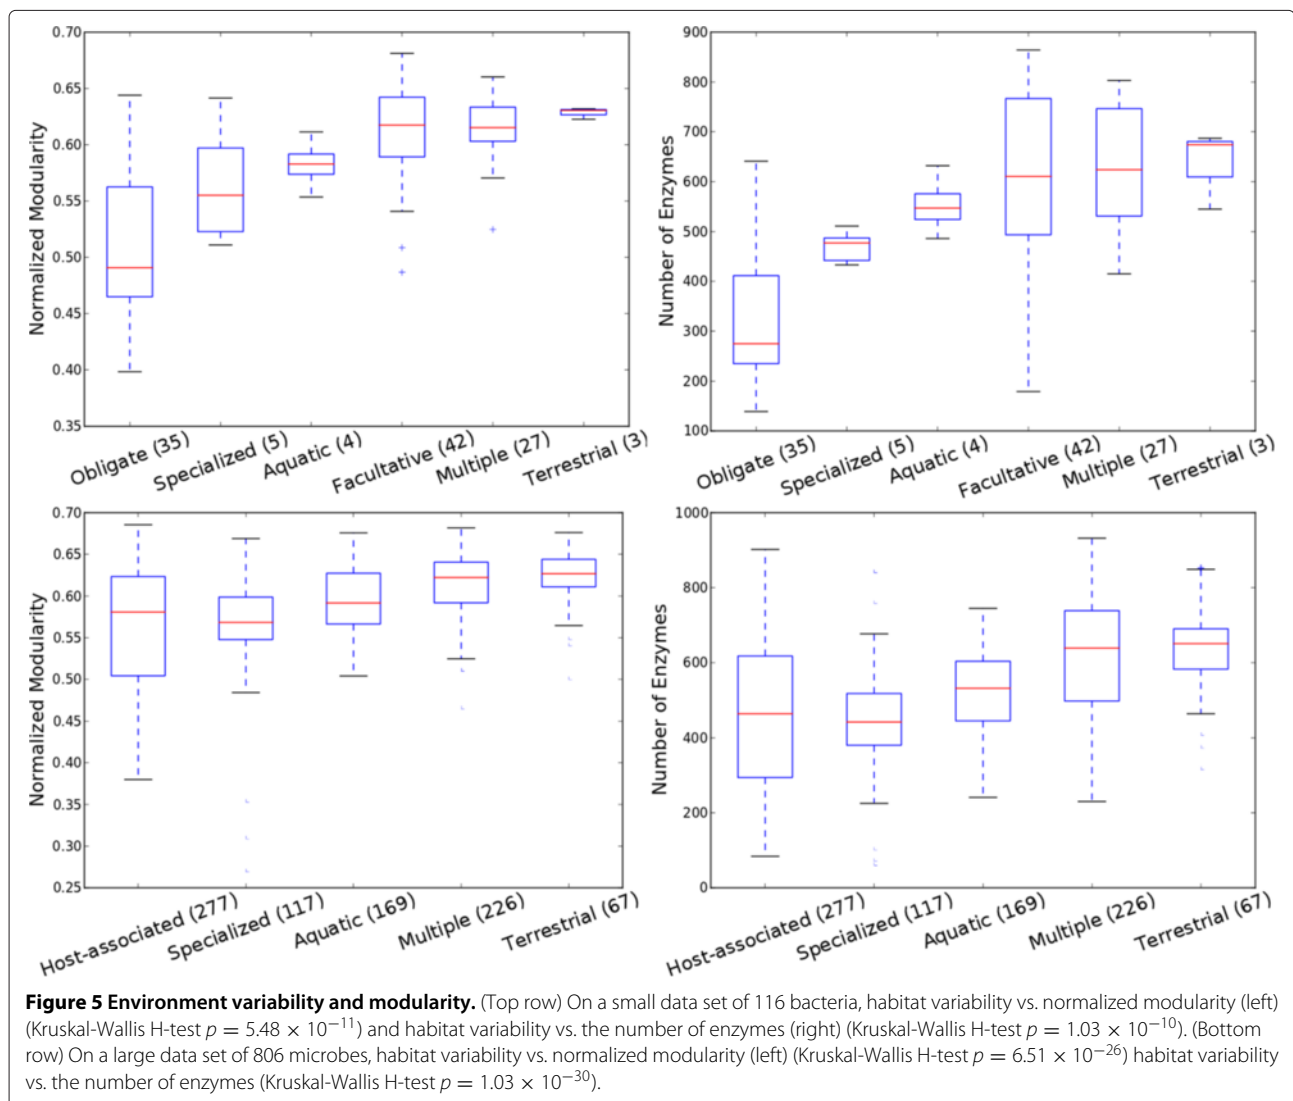 0.70
0.65
0.60
0.55
0.50
0.45
0.40
0.35
Normalized Modularity
Obligate (35)
Specialized (5)
Aquatic (4)
Facultative (42)
Multiple (27)
Terrestrial (3)
900
800
700
600
500
400
300
200
100
Number of Enzymes
Obligate (35)
Specialized (5)
Aquatic (4)
Facultative (42)
Multiple (27)
Terrestrial (3)
0.70
0.65
0.60
0.55
0.50
0.45
0.40
0.35
0.30
0.25
Normalized Modularity
Host-associated (277)
Specialized (117)
Aquatic (169)
Multiple (226)
Terrestrial (67)
1000
800
600
400
200
0
Number of Enzymes
Host-associated (277)
Specialized (117)
Aquatic (169)
Multiple (226)
Terrestrial (67)
Figure 5 Environment variability and modularity. (Top row) On a small data set of 116 bacteria, habitat variability vs. normalized modularity (left)
(Kruskal-Wallis H-test p = 5.48 × 10⁻¹¹) and habitat variability vs. the number of enzymes (right) (Kruskal-Wallis H-test p = 1.03 × 10⁻¹⁰). (Bottom
row) On a large data set of 806 microbes, habitat variability vs. normalized modularity (left) (Kruskal-Wallis H-test p = 6.51 × 10⁻²⁶) habitat variability
vs. the number of enzymes (Kruskal-Wallis H-test p = 1.03 × 10⁻³⁰).